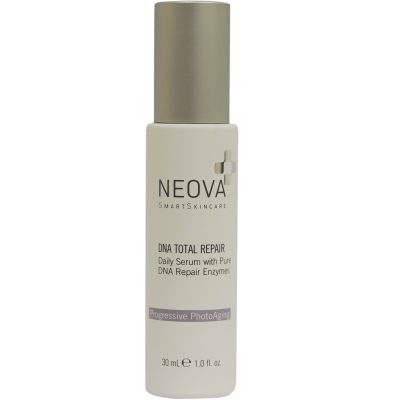 NEOVA
SMARTSKINCARE
DNA TOTAL REPAIR
Daily Serum with Pure
DNA Repair Enzymes
Progressive PhotoAging
30 mL ℮ 1.0 fl. oz.